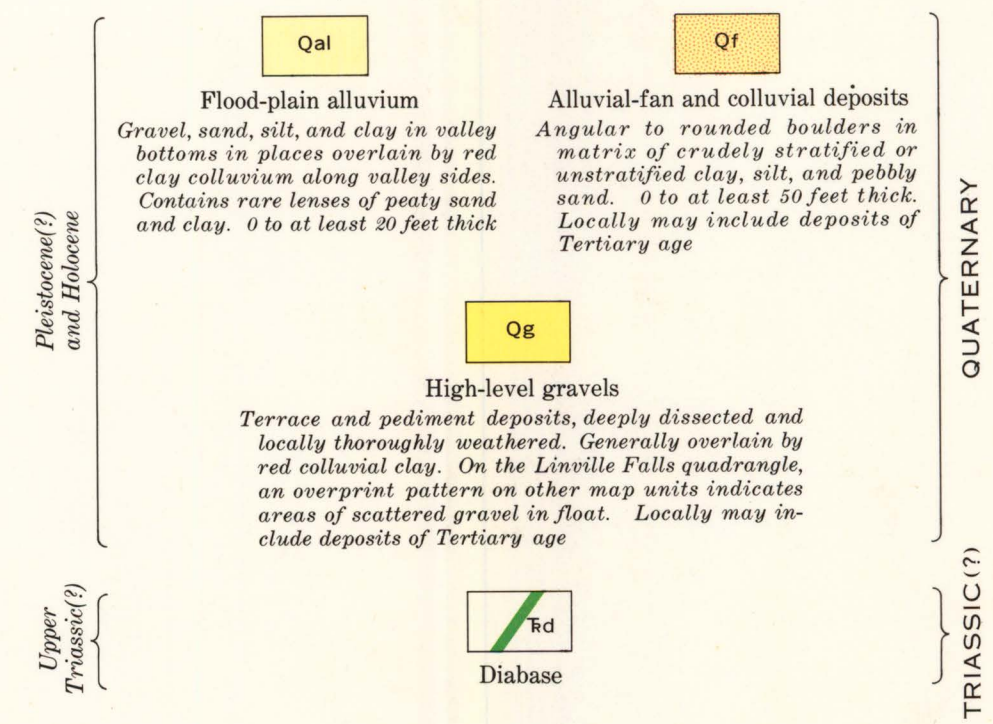 Qal
Flood-plain alluvium
Gravel, sand, silt, and clay in valley
bottoms in places overlain by red
clay colluvium along valley sides.
Contains rare lenses of peaty sand
and clay. 0 to at least 20 feet thick
Qf
Alluvial-fan and colluvial deposits
Angular to rounded boulders in
matrix of crudely stratified or
unstratified clay, silt, and pebbly
sand. 0 to at least 50 feet thick.
Locally may include deposits of
Tertiary age
Pleistocene(?)
and Holocene
QUATERNARY
Qg
High-level gravels
Terrace and pediment deposits, deeply dissected and
locally thoroughly weathered. Generally overlain by
red colluvial clay. On the Linville Falls quadrangle,
an overprint pattern on other map units indicates
areas of scattered gravel in float. Locally may in-
clude deposits of Tertiary age
Upper
Triassic(?)
TRIASSIC(?)
Ʀd
Diabase